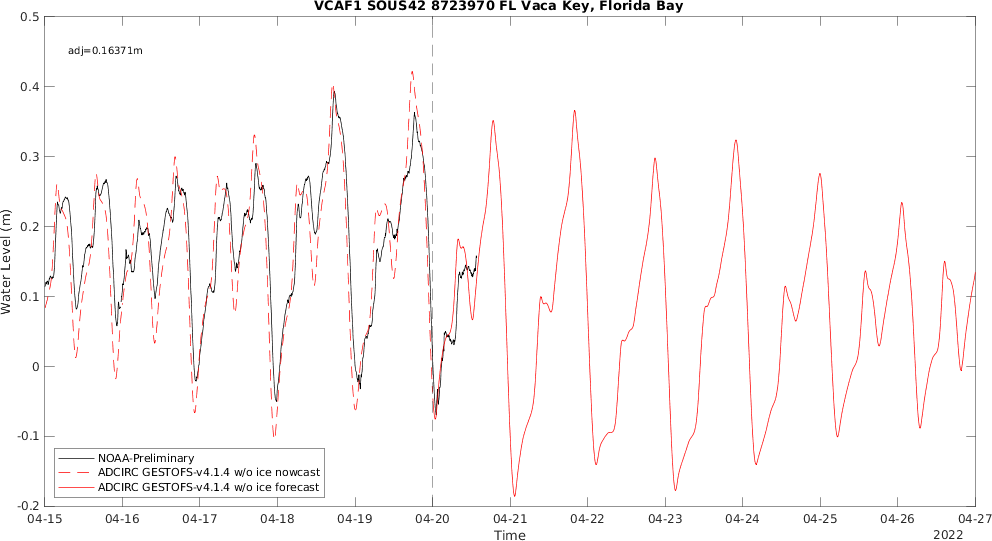 VCAF1 SOUS42 8723970 FL Vaca Key, Florida Bay
adj=0.16371m
Water Level (m)
0.5
0.4
0.3
0.2
0.1
0
-0.1
-0.2
NOAA-Preliminary
ADCIRC GESTOFS-v4.1.4 w/o ice nowcast
ADCIRC GESTOFS-v4.1.4 w/o ice forecast
04-15 04-16 04-17 04-18 04-19 04-20 04-21 04-22 04-23 04-24 04-25 04-26 04-27
Time
2022